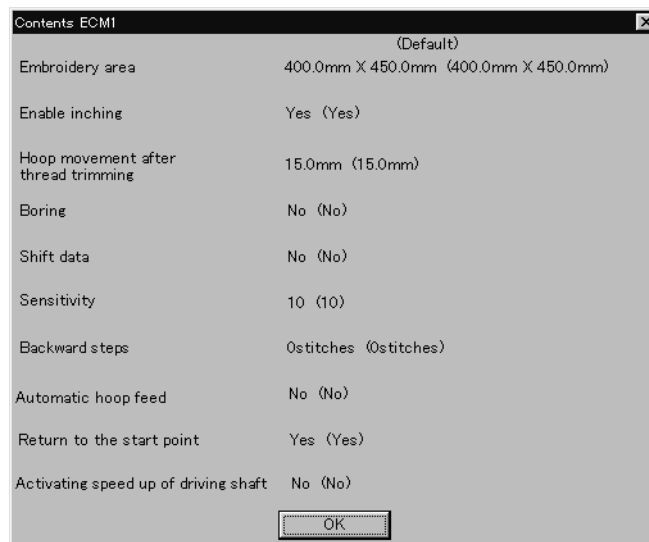 Contents ECM1
(Default)
Embroidery area 400.0mm X 450.0mm (400.0mm X 450.0mm)
Enable inching Yes (Yes)
Hoop movement after
thread trimming 15.0mm (15.0mm)
Boring No (No)
Shift data No (No)
Sensitivity 10 (10)
Backward steps 0stitches (0stitches)
Automatic hoop feed No (No)
Return to the start point Yes (Yes)
Activating speed up of driving shaft No (No)
OK